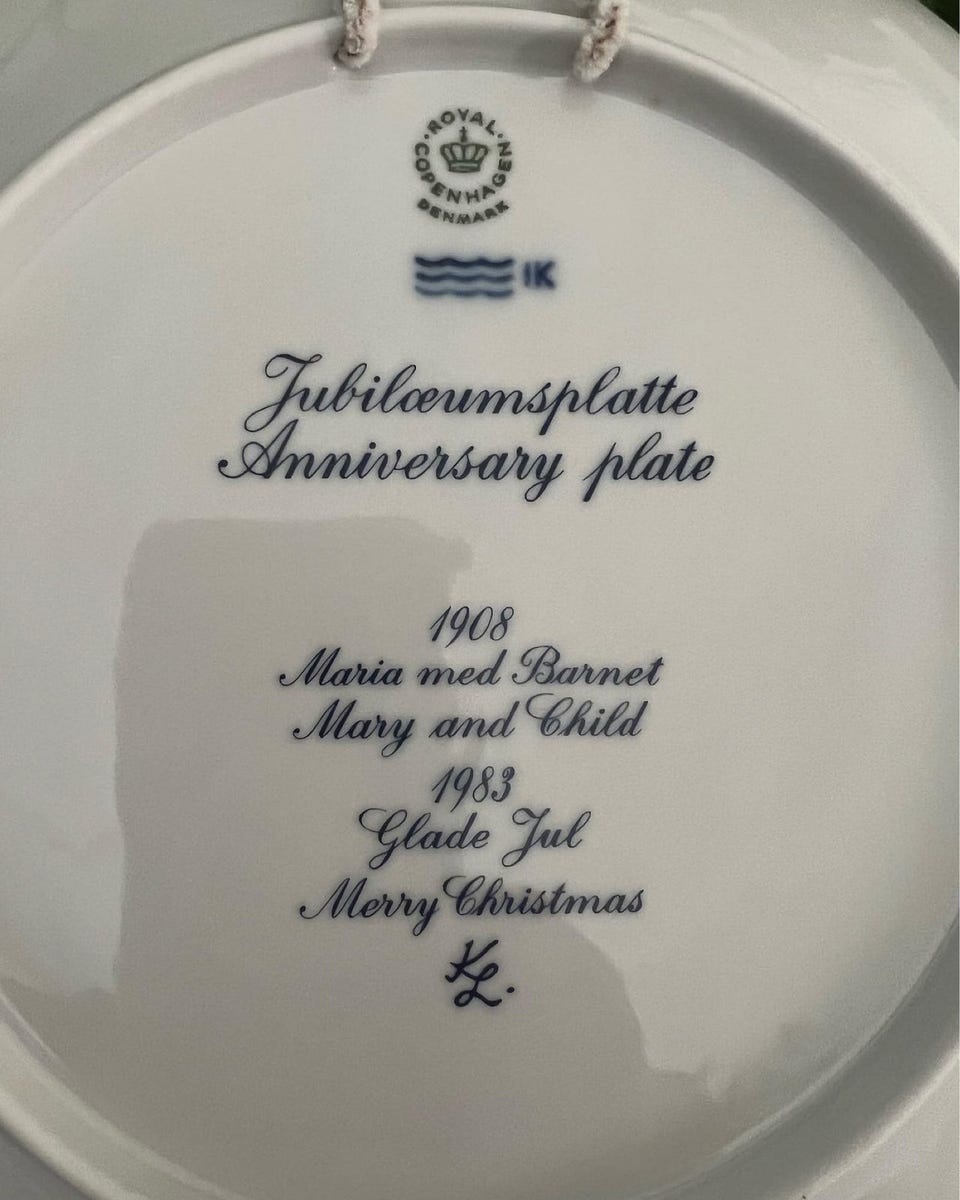 ROYAL COPENHAGEN
DENMARK
IK
Jubilæumsplatte
Anniversary plate
1908
Maria med Barnet
Mary and Child
1983
Glade Jul
Merry Christmas
KL.